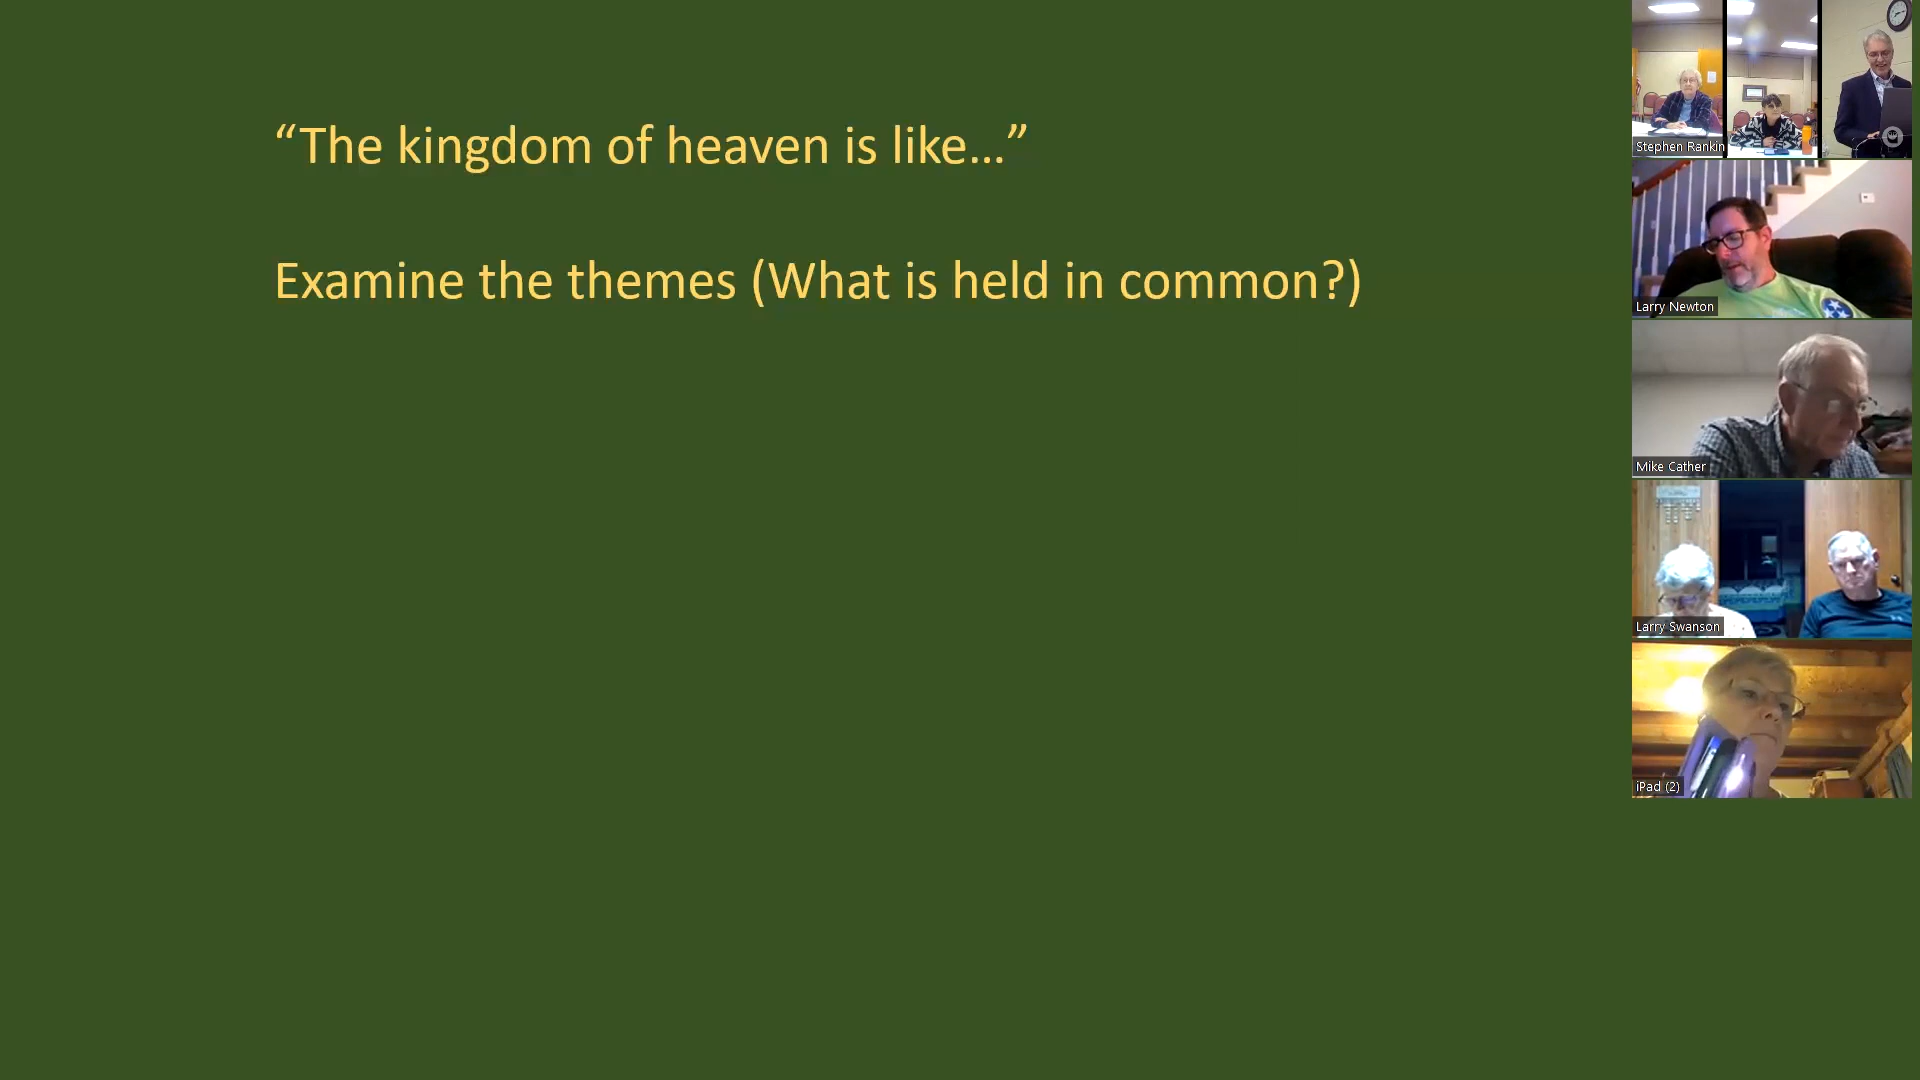 “The kingdom of heaven is like…”
Examine the themes (What is held in common?)
Stephen Rankin
Larry Newton
Mike Cather
Larry Swanson
iPad (2)